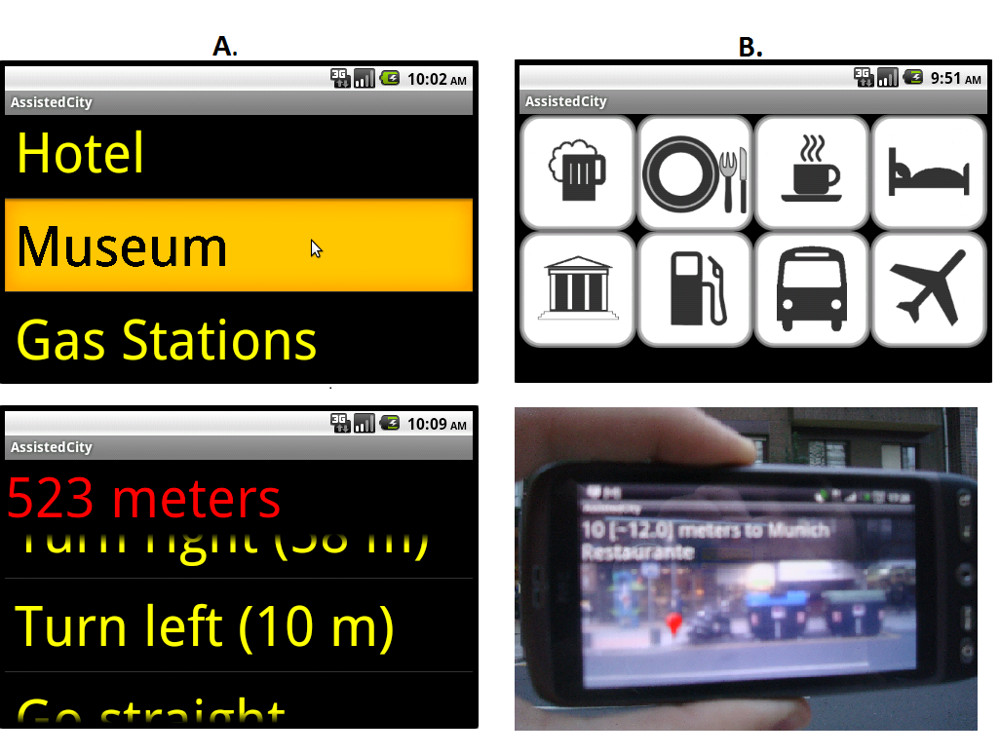 A.
B.
3G 10:02 AM
AssistedCity
Hotel
Museum
Gas Stations
3G 9:51 AM
AssistedCity
3G 10:09 AM
AssistedCity
523 meters
Turn right (58 m)
Turn left (10 m)
Go straight
AssistedCity
10 [~12.0] meters to Munich
Restaurante